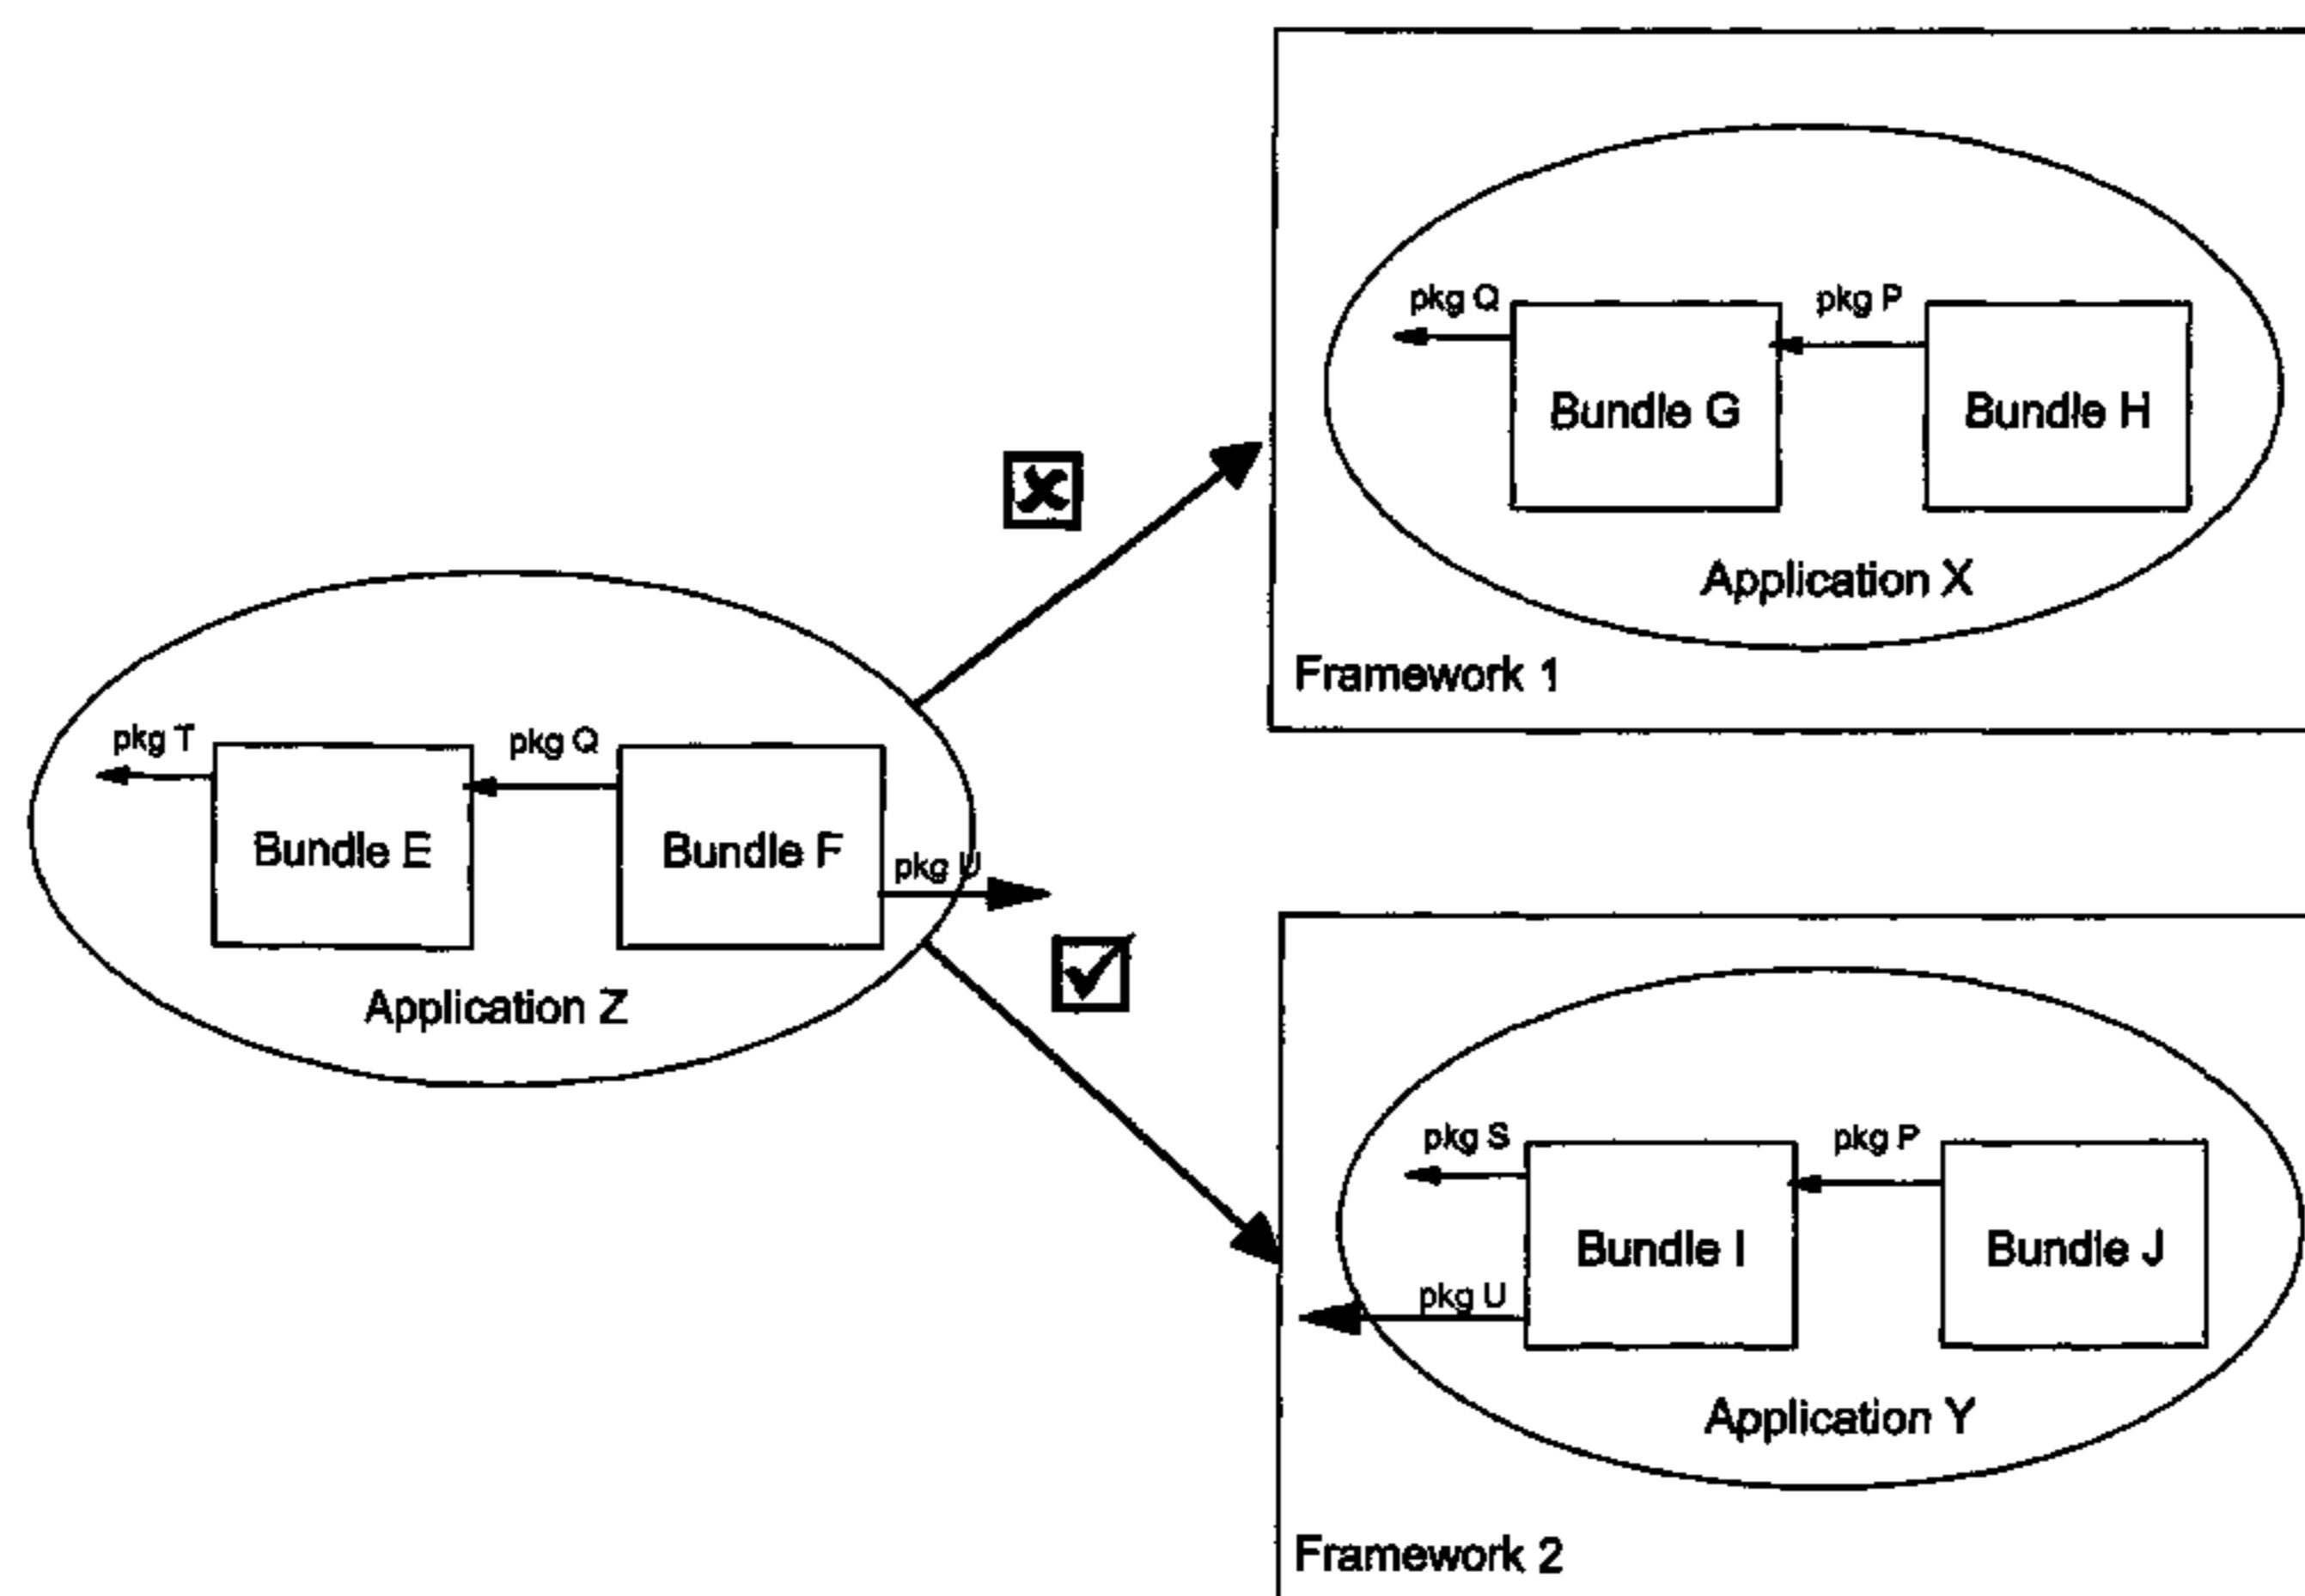 pkg Q
pkg P
Bundle G
Bundle H
Application X
Framework 1
pkg T
pkg Q
Bundle E
Bundle F
pkg U
Application Z
pkg S
pkg P
Bundle I
Bundle J
pkg U
Application Y
Framework 2